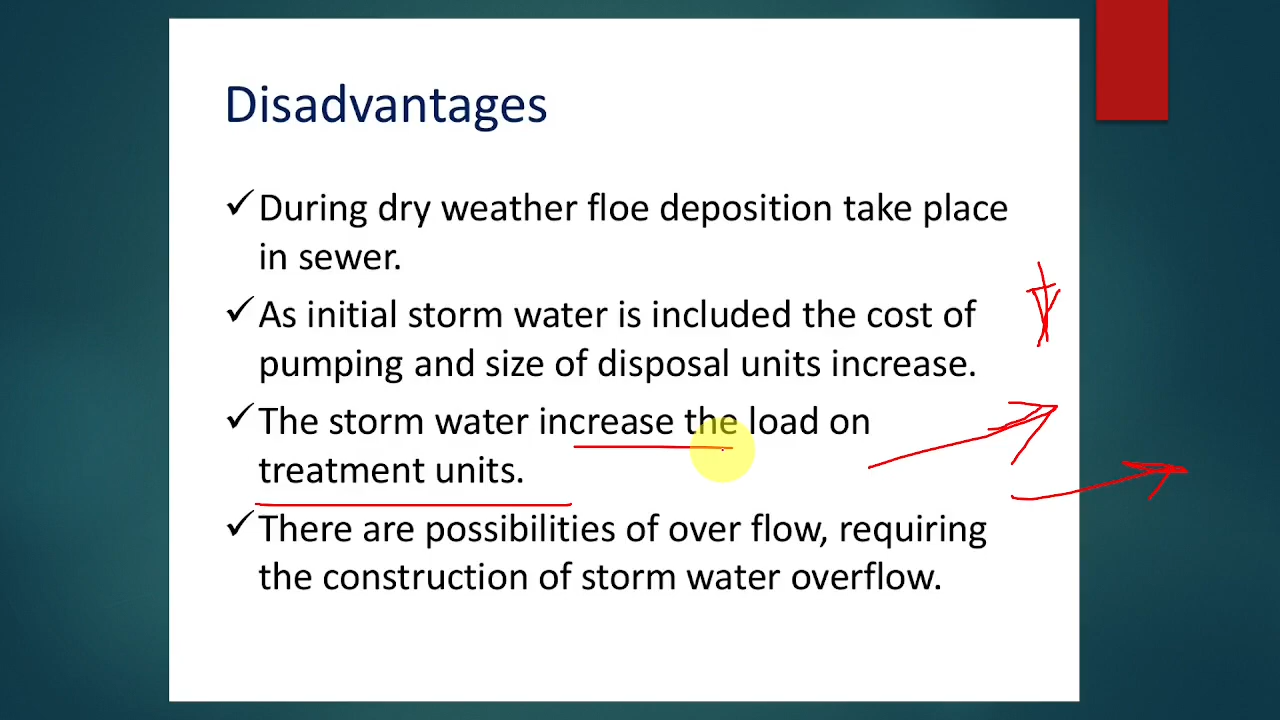 Disadvantages
✓During dry weather floe deposition take place
in sewer.
✓As initial storm water is included the cost of
pumping and size of disposal units increase.
✓The storm water increase the load on
treatment units.
✓There are possibilities of over flow, requiring
the construction of storm water overflow.